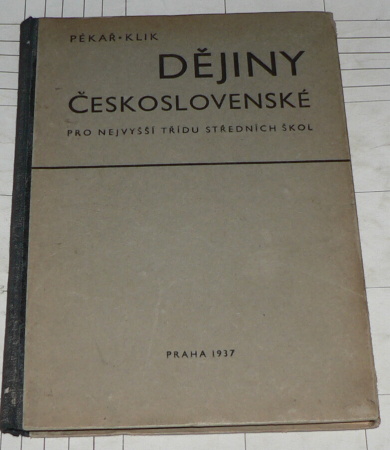 PEKAŘ • KLIK
DĚJINY
ČESKOSLOVENSKÉ
PRO NEJVYŠŠÍ TŘÍDU STŘEDNÍCH ŠKOL
PRAHA 1937